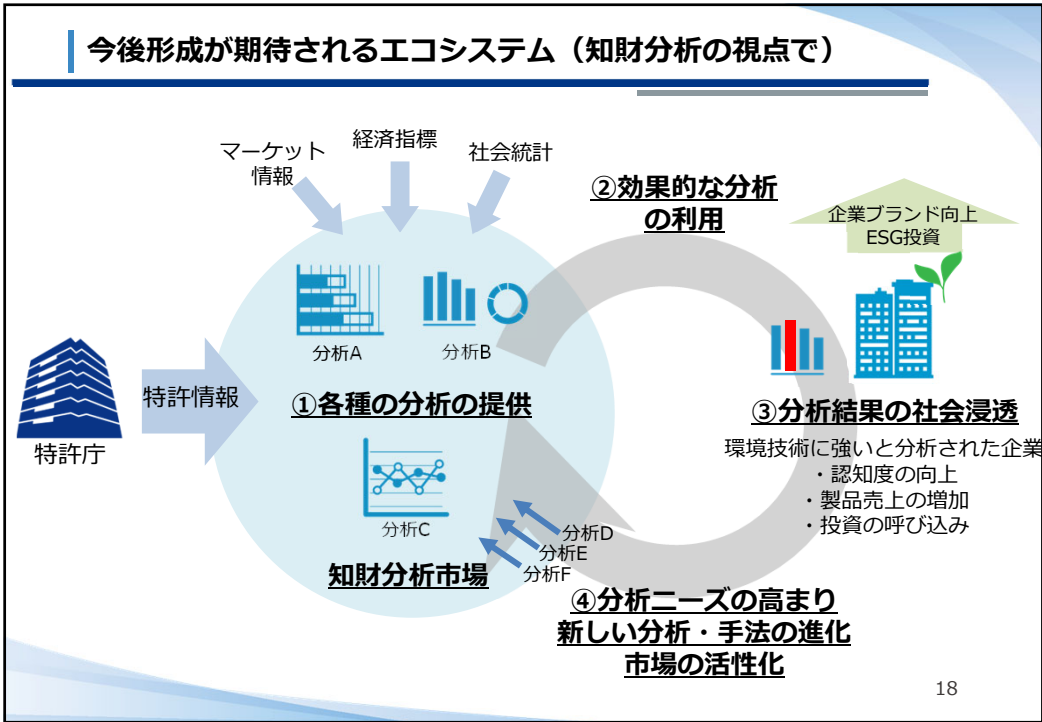 今後形成が期待されるエコシステム（知財分析の視点で）
マーケット
情報
経済指標
社会統計
②効果的な分析
の利用
企業ブランド向上
ESG投資
分析A
分析B
特許情報
①各種の分析の提供
特許庁
③分析結果の社会浸透
環境技術に強いと分析された企業
・認知度の向上
・製品売上の増加
・投資の呼び込み
分析C
分析D
分析E
分析F
知財分析市場
④分析ニーズの高まり
新しい分析・手法の進化
市場の活性化
18